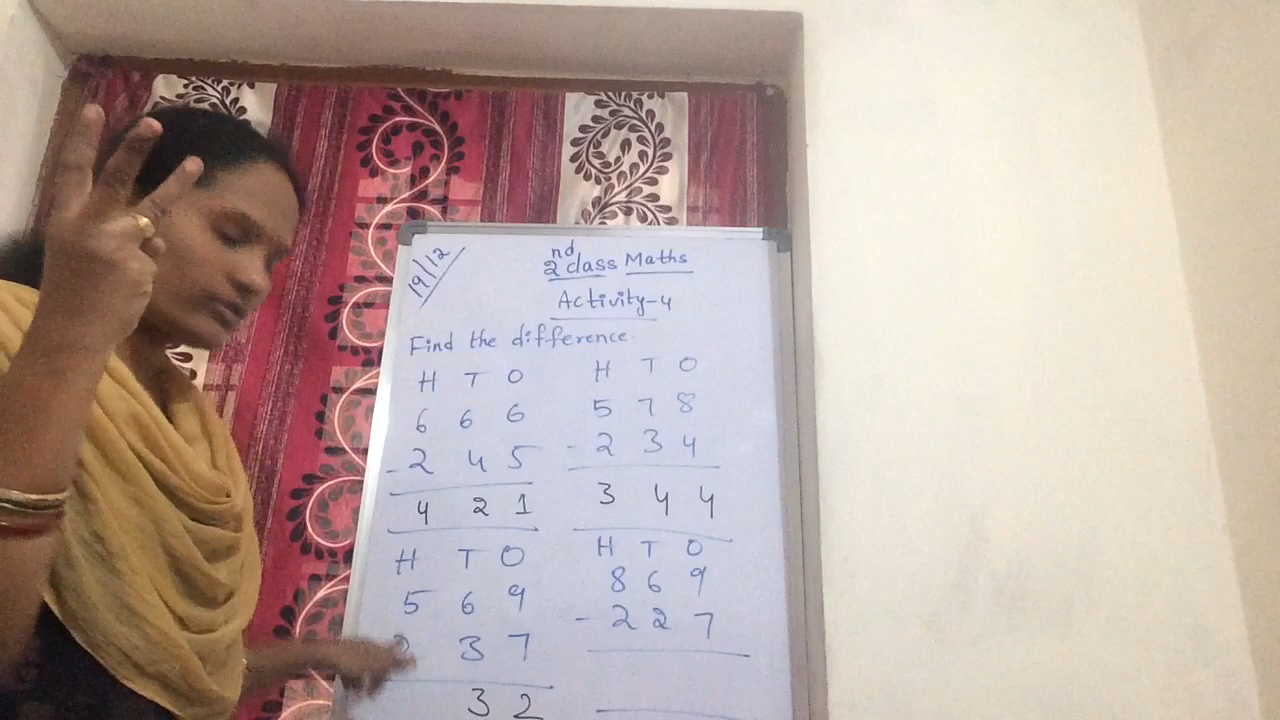 19/12
2nd class Maths
Activity-4
Find the difference.
H T O
6 6 6
- 2 4 5
4 2 1
H T O
5 7 8
- 2 3 4
3 4 4
H T O
5 6 9
3 7
3 2
H T O
8 6 9
- 2 2 7